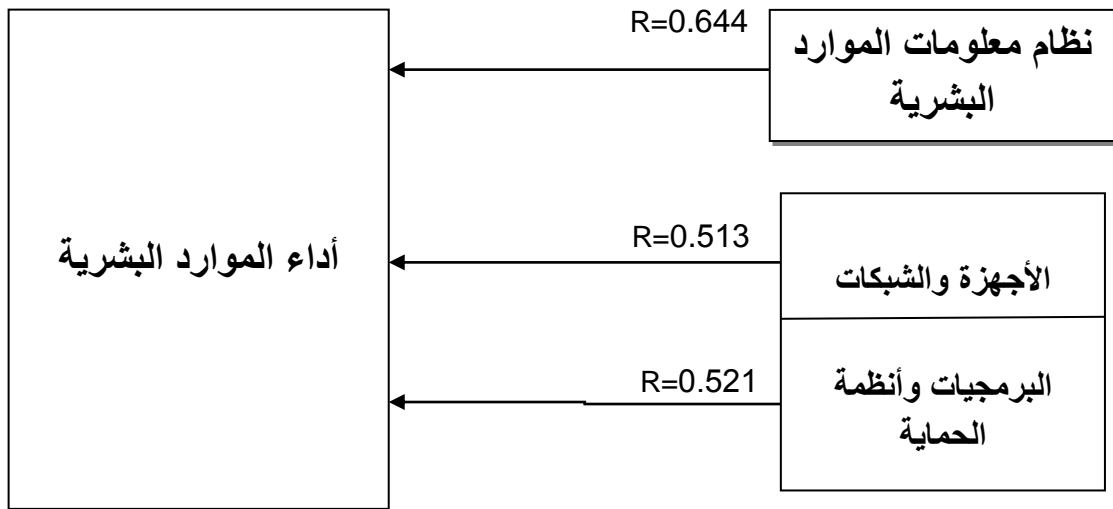 R=0.644
نظام معلومات الموارد
البشرية
R=0.513
أداء الموارد البشرية
الأجهزة والشبكات
R=0.521
البرمجيات وأنظمة
الحماية